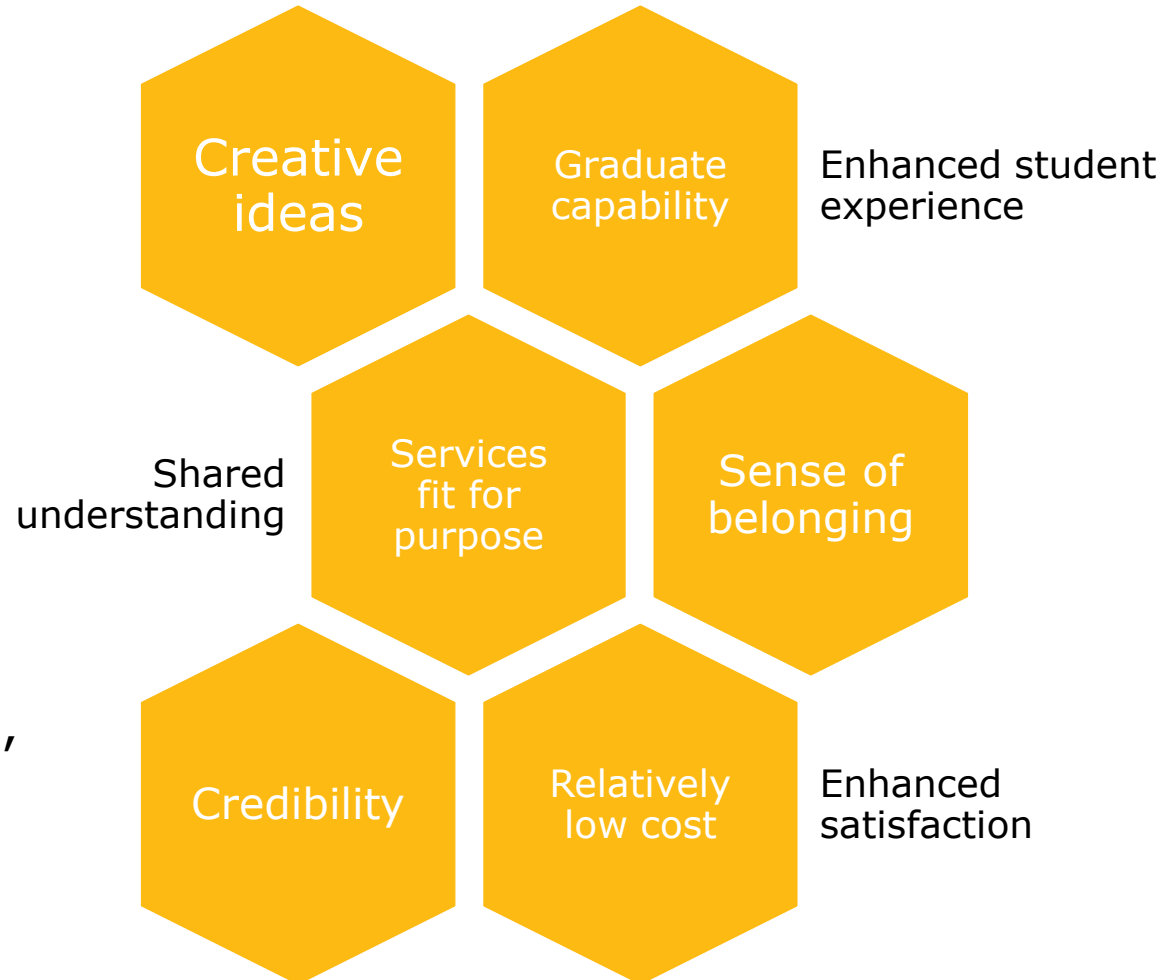 Creative
ideas
Graduate
capability
Enhanced student
experience
Shared
understanding
Services
fit for
purpose
Sense of
belonging
,
Credibility
Relatively
low cost
Enhanced
satisfaction